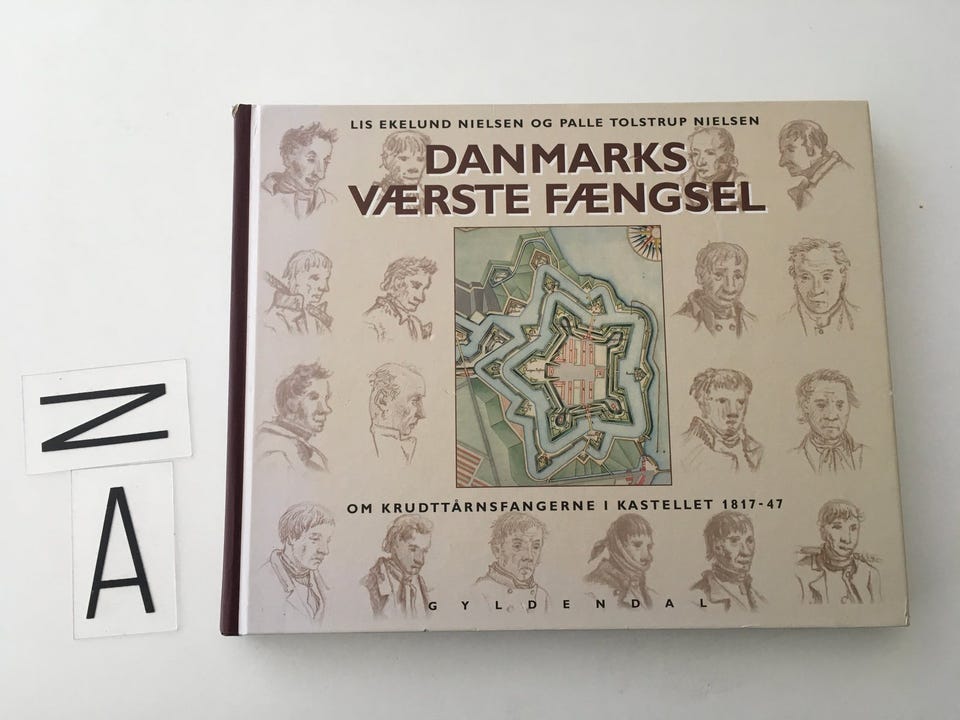 LIS EKELUND NIELSEN OG PALLE TOLSTRUP NIELSEN
DANMARKS
VÆRSTE FÆNGSEL
OM KRUDTTÅRNSFANGERNE I KASTELLET 1817-47
GYLDENDAL
Z
A